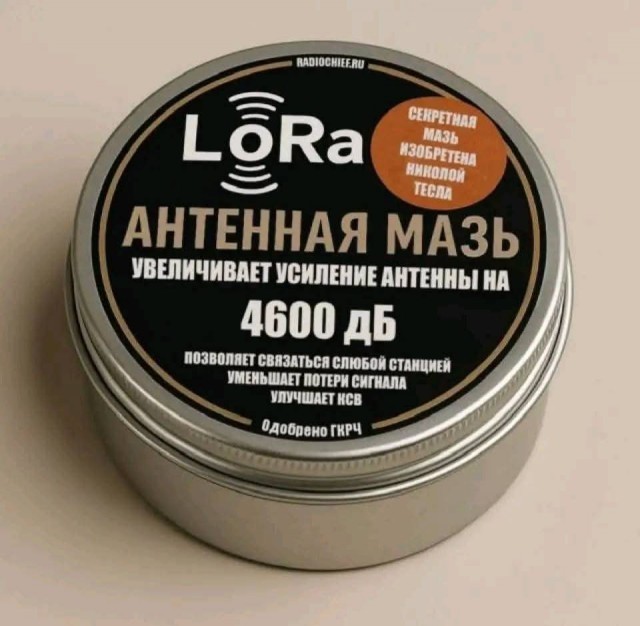 RADIOCHIEF.RU
LoRa
СЕКРЕТНАЯ
МАЗЬ
ИЗОБРЕТЕНА
НИКОЛОЙ
ТЕСЛА
АНТЕННАЯ МАЗЬ
УВЕЛИЧИВАЕТ УСИЛЕНИЕ АНТЕННЫ НА
4600 дБ
ПОЗВОЛЯЕТ СВЯЗАТЬСЯ СЛЮБОЙ СТАНЦИЕЙ
УМЕНЬШАЕТ ПОТЕРИ СИГНАЛА
УЛУЧШАЕТ КСВ
Одобрено ГКРЧ